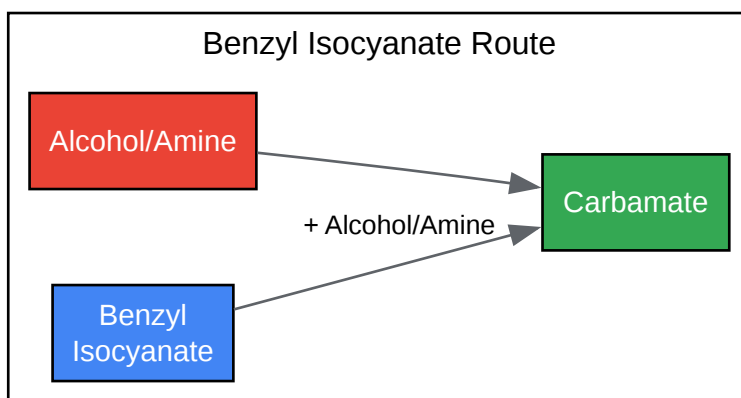 Benzyl Isocyanate Route
Alcohol/Amine
Carbamate
+ Alcohol/Amine
Benzyl
Isocyanate